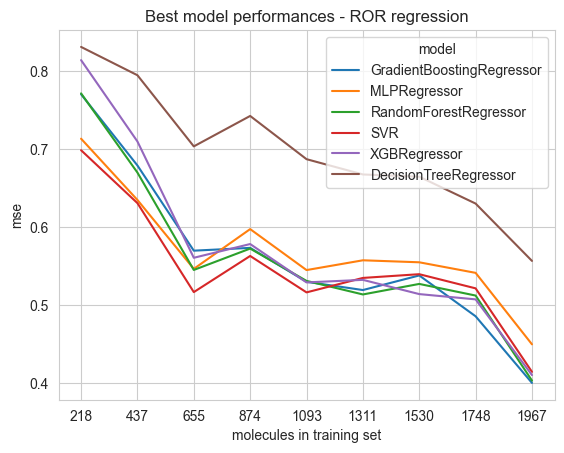 Best model performances - ROR regression
model
GradientBoostingRegressor
MLPRegressor
RandomForestRegressor
SVR
XGBRegressor
DecisionTreeRegressor
mse
0.8
0.7
0.6
0.5
0.4
218 437 655 874 1093 1311 1530 1748 1967
molecules in training set